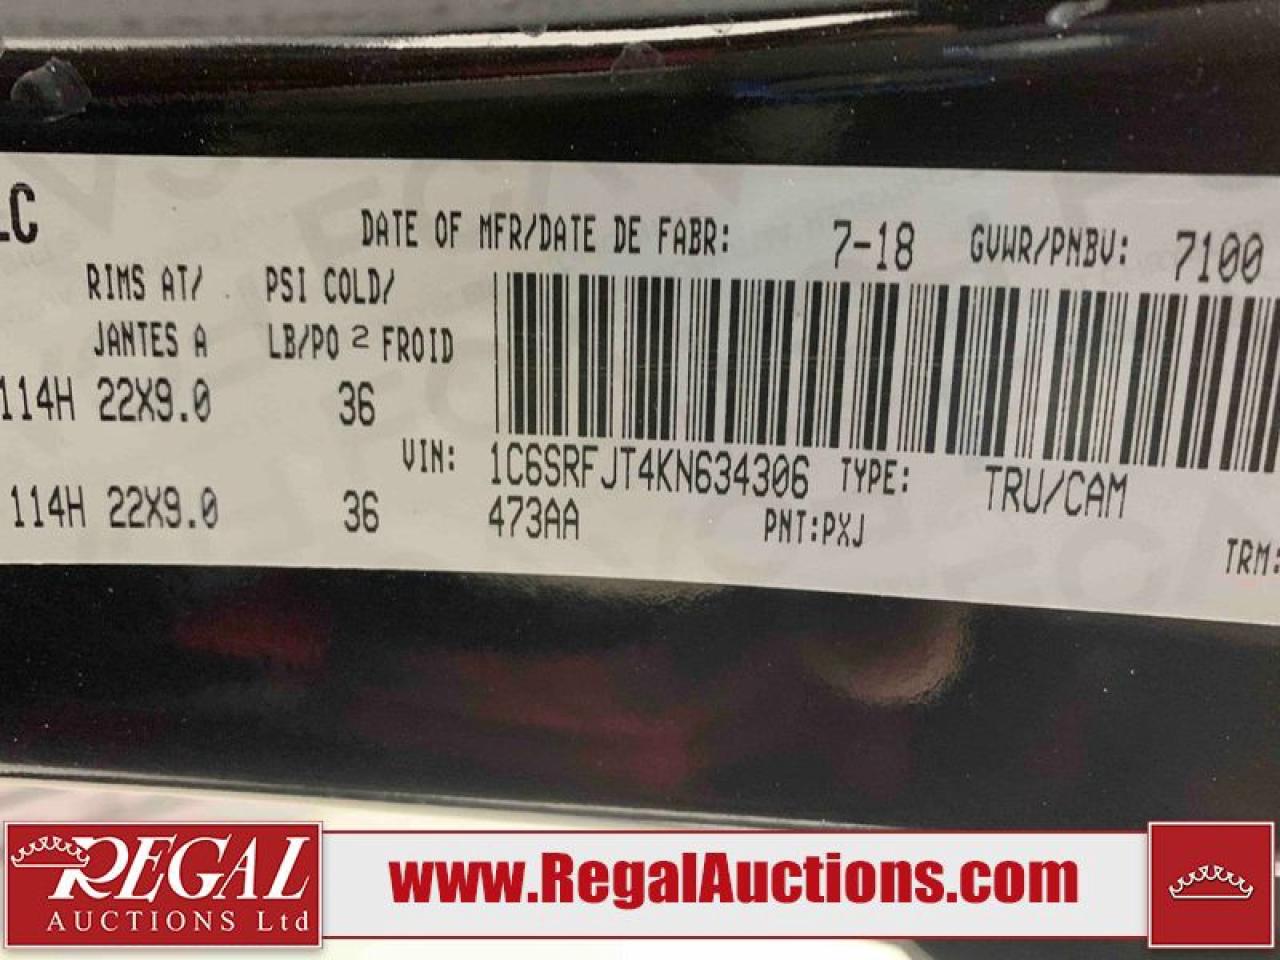 LC
DATE OF MFR/DATE DE FABR: 7-18 GVWR/PNBV: 7100
RIMS AT/ PSI COLD/
JANTES A LB/PO 2 FROID
114H 22X9.0 36
VIN: 1C6SRFJT4KN634306 TYPE: TRU/CAM
114H 22X9.0 36 473AA PNT:PXJ
TRM:
REGAL
AUCTIONS Ltd
www.RegalAuctions.com